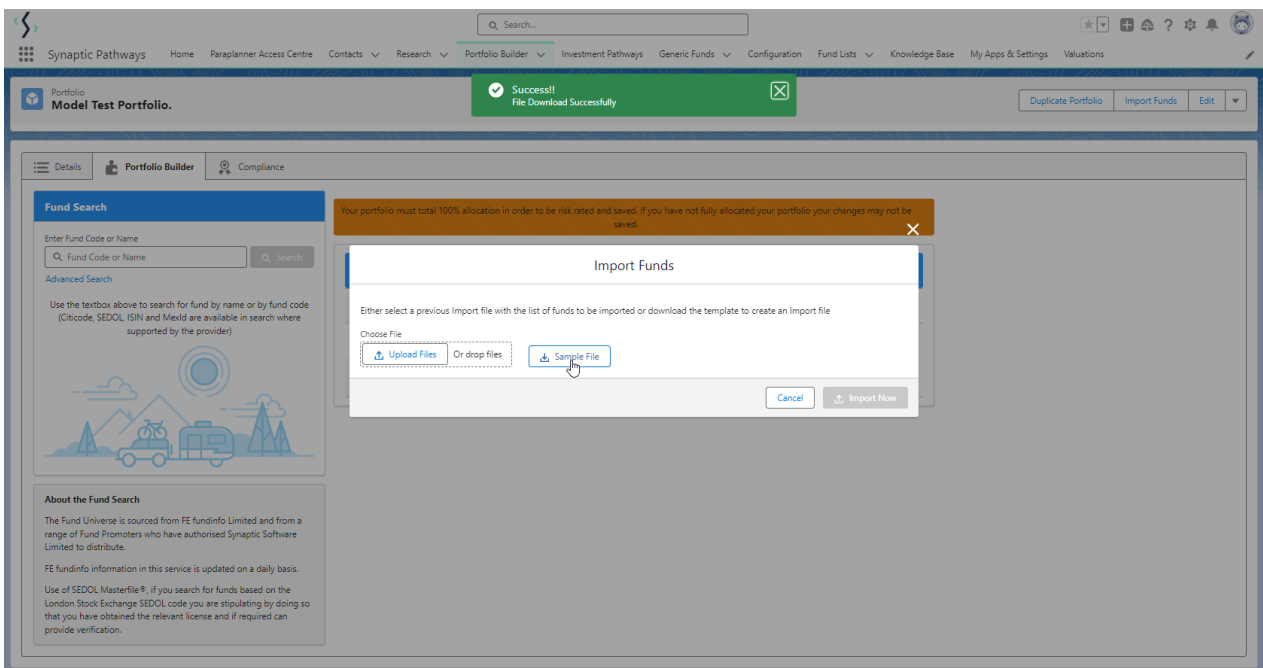 Search...
Synaptic Pathways
Home
Paraplanner Access Centre
Contacts
Research
Portfolio Builder
Investment Pathways
Generic Funds
Configuration
Fund Lists
Knowledge Base
My Apps & Settings
Valuations
Portfolio
Model Test Portfolio.
Success!!
File Download Successfully
Duplicate Portfolio
Import Funds
Edit
Details
Portfolio Builder
Compliance
Fund Search
Enter Fund Code or Name
Fund Code or Name
Search
Advanced Search
Use the textbox above to search for fund by name or by fund code
(Citicode, SEDOL, ISIN and MexId are available in search where
supported by the provider)
Your portfolio must total 100% allocation in order to be risk rated and saved. If you have not fully allocated your portfolio your changes may not be
saved.
Import Funds
Either select a previous Import file with the list of funds to be imported or download the template to create an Import file
Choose File
Upload Files
Or drop files
Sample File
Cancel
Import Now
About the Fund Search
The Fund Universe is sourced from FE fundinfo Limited and from a
range of Fund Promoters who have authorised Synaptic Software
Limited to distribute.
FE fundinfo information in this service is updated on a daily basis.
Use of SEDOL Masterfile®, if you search for funds based on the
London Stock Exchange SEDOL code you are stipulating by doing so
that you have obtained the relevant license and if required can
provide verification.